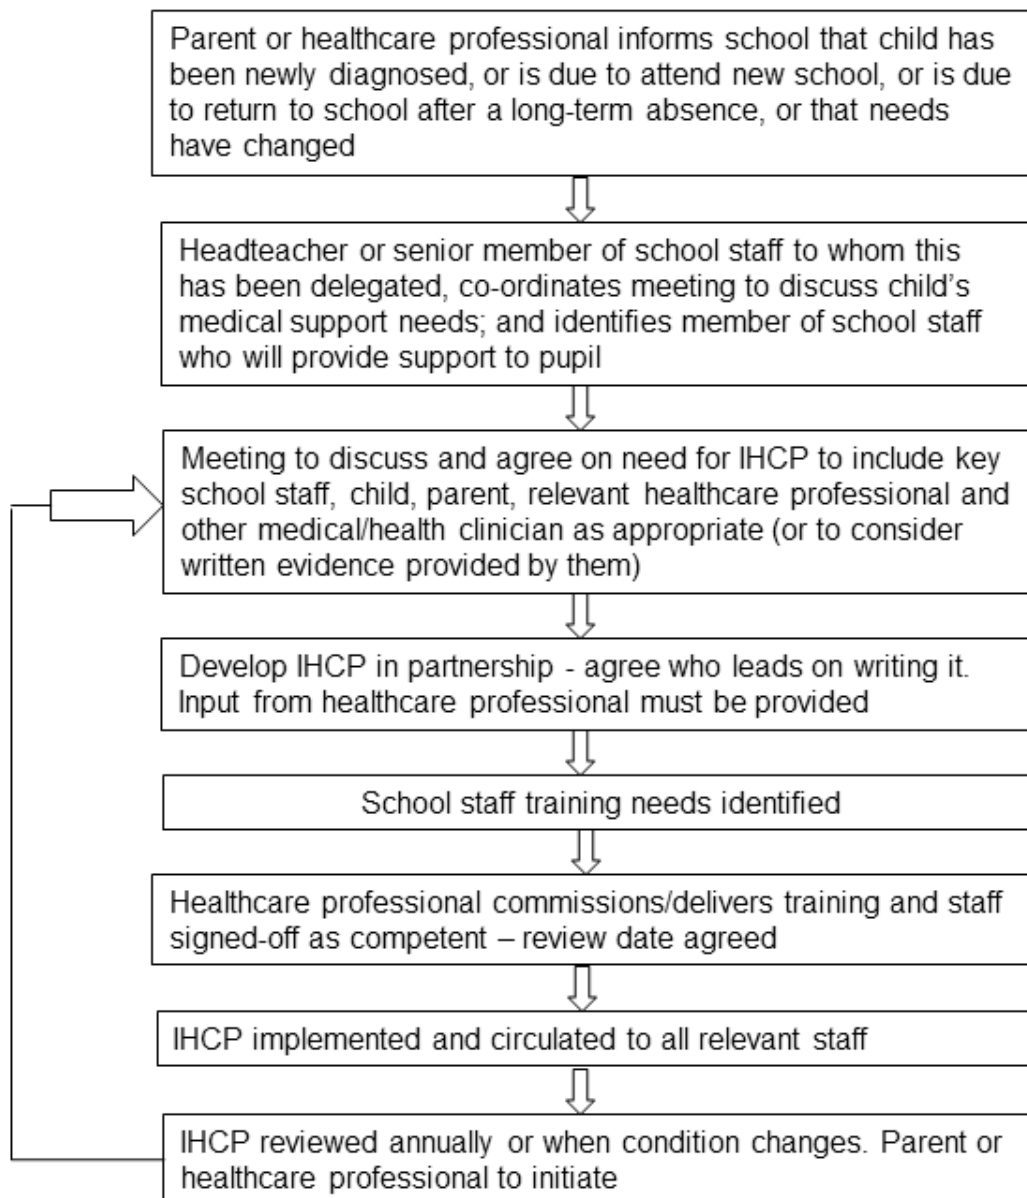 Parent or healthcare professional informs school that child has
been newly diagnosed, or is due to attend new school, or is due
to return to school after a long-term absence, or that needs
have changed
Headteacher or senior member of school staff to whom this
has been delegated, co-ordinates meeting to discuss child's
medical support needs; and identifies member of school staff
who will provide support to pupil
Meeting to discuss and agree on need for IHCP to include key
school staff, child, parent, relevant healthcare professional and
other medical/health clinician as appropriate (or to consider
written evidence provided by them)
Develop IHCP in partnership - agree who leads on writing it.
Input from healthcare professional must be provided
School staff training needs identified
Healthcare professional commissions/delivers training and staff
signed-off as competent – review date agreed
IHCP implemented and circulated to all relevant staff
IHCP reviewed annually or when condition changes. Parent or
healthcare professional to initiate